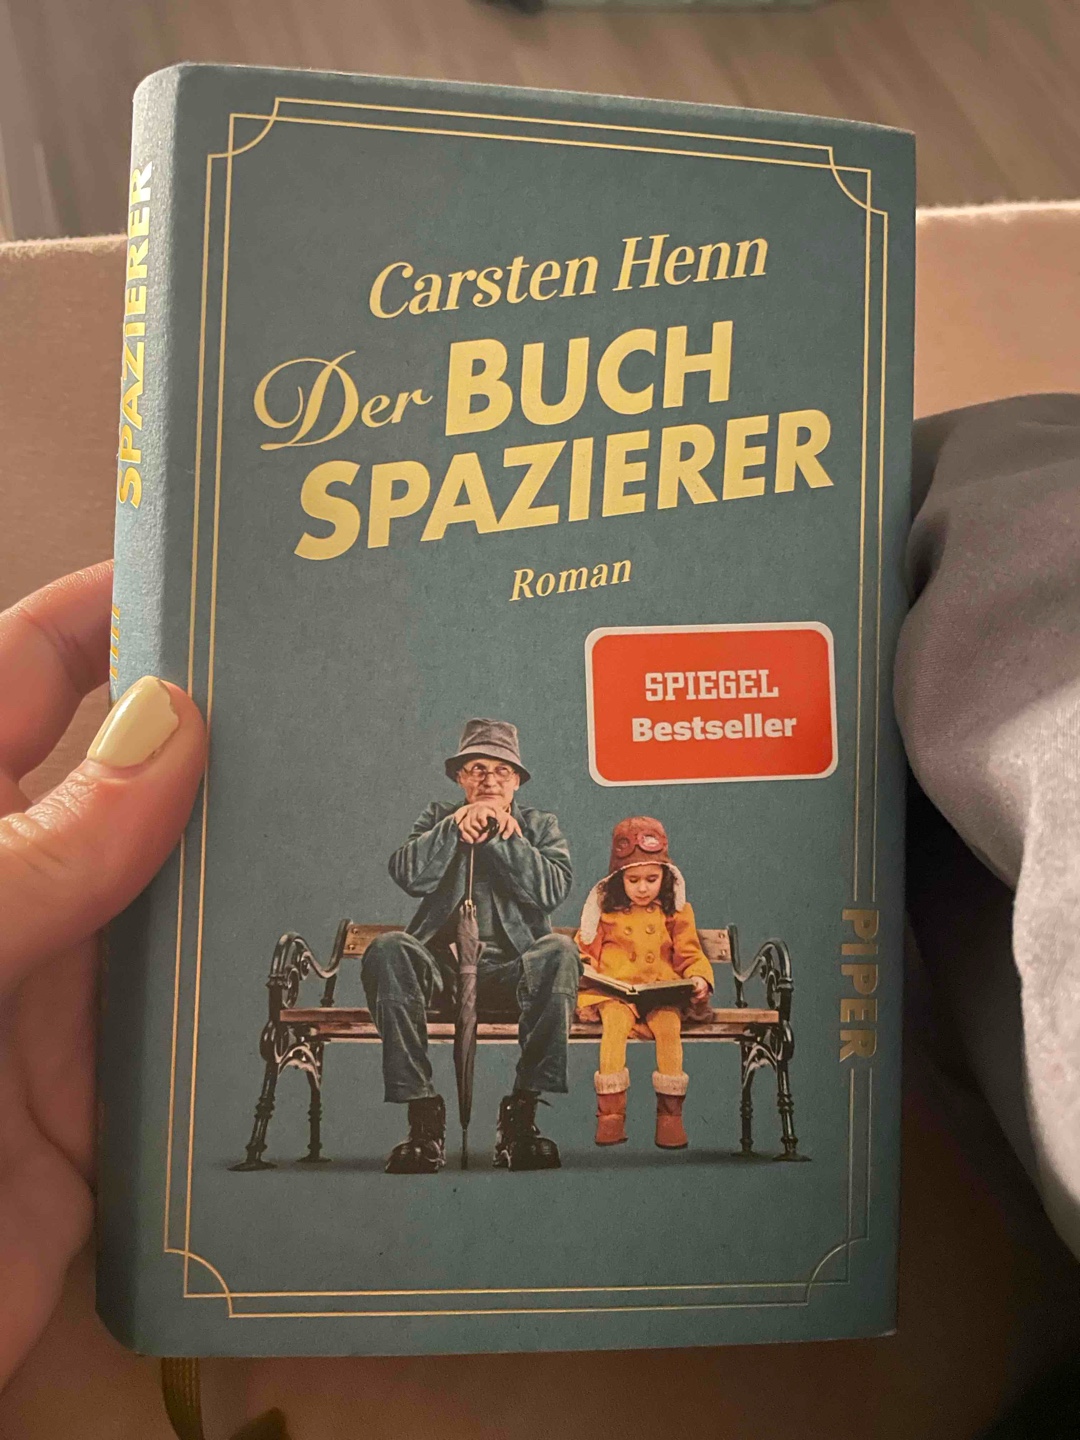 Carsten Henn
Der BUCH
SPAZIERER
Roman
SPIEGEL
Bestseller
PIPER
SPAZIERER